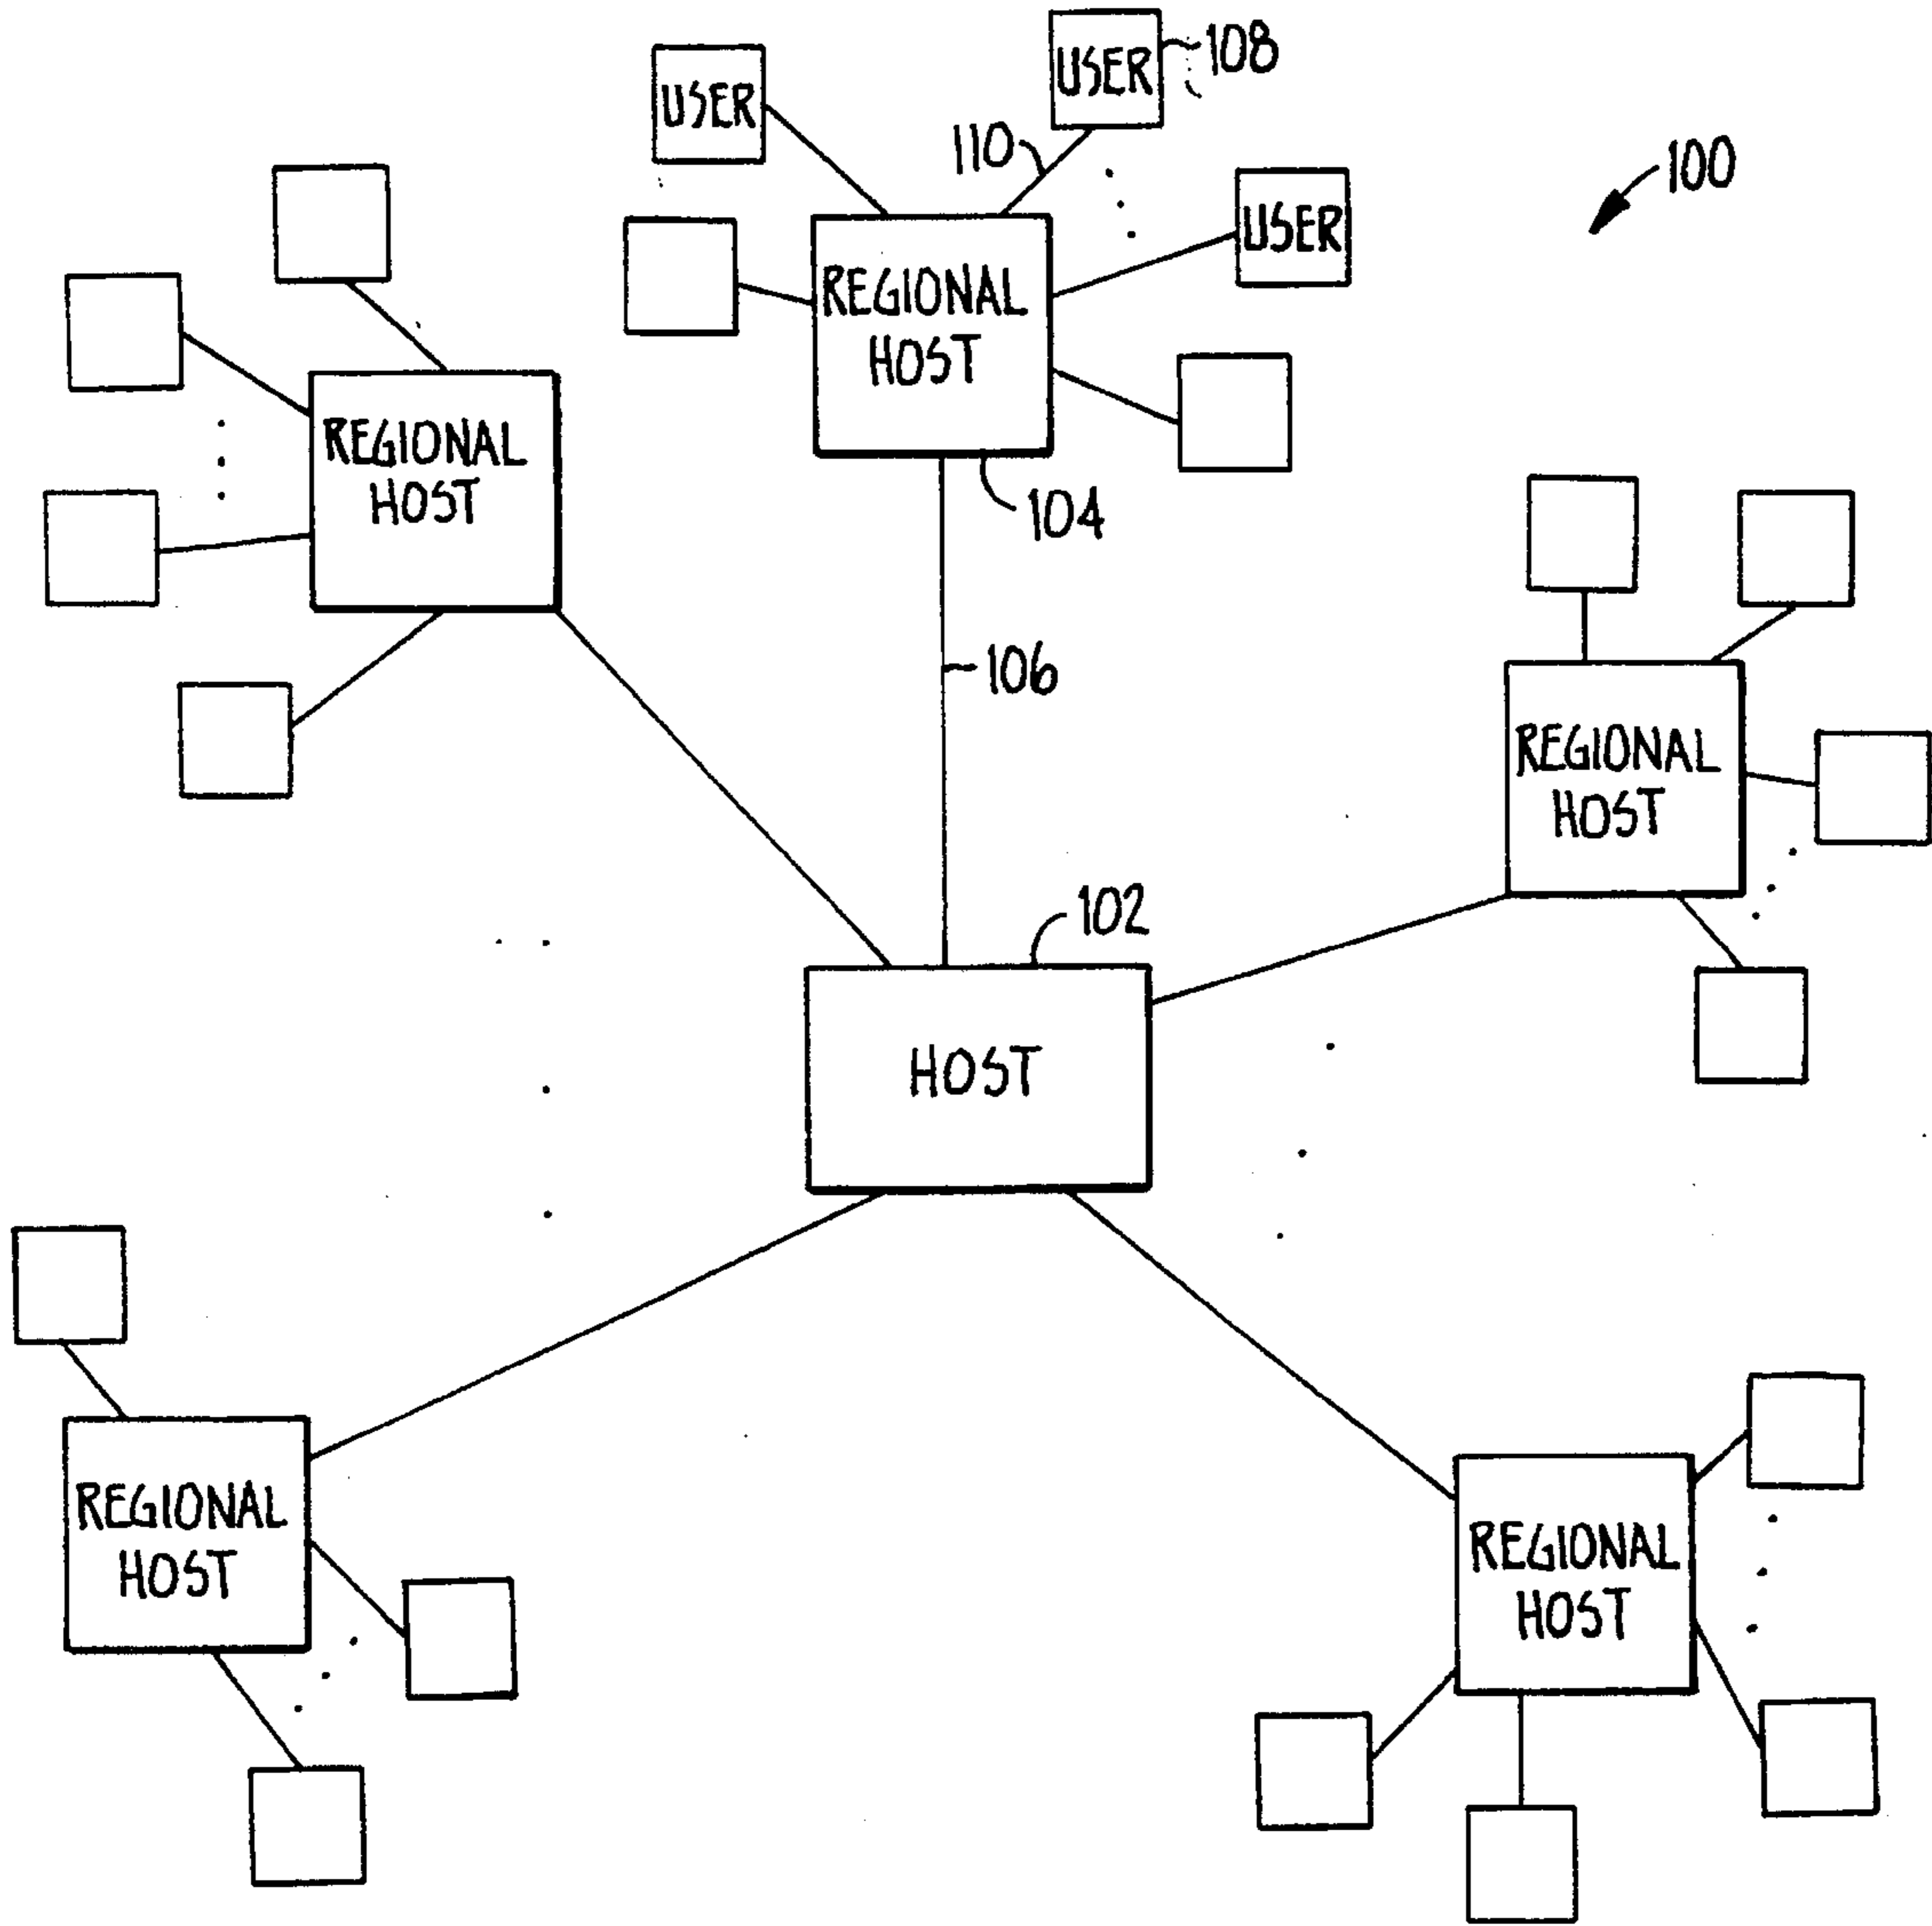 USER
USER
108
110
100
USER
REGIONAL
HOST
REGIONAL
HOST
104
106
REGIONAL
HOST
102
HOST
REGIONAL
HOST
REGIONAL
HOST